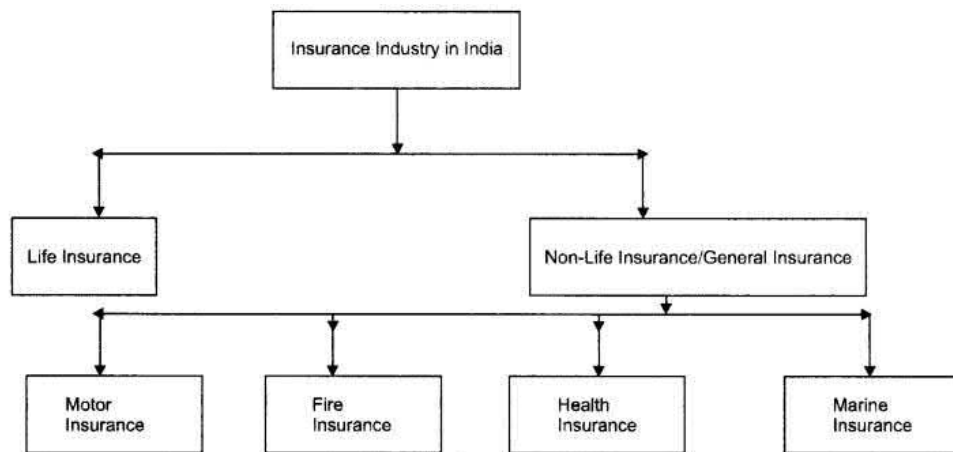 Insurance Industry in India
Life Insurance
Non-Life Insurance/General Insurance
Motor
Insurance
Fire
Insurance
Health
Insurance
Marine
Insurance